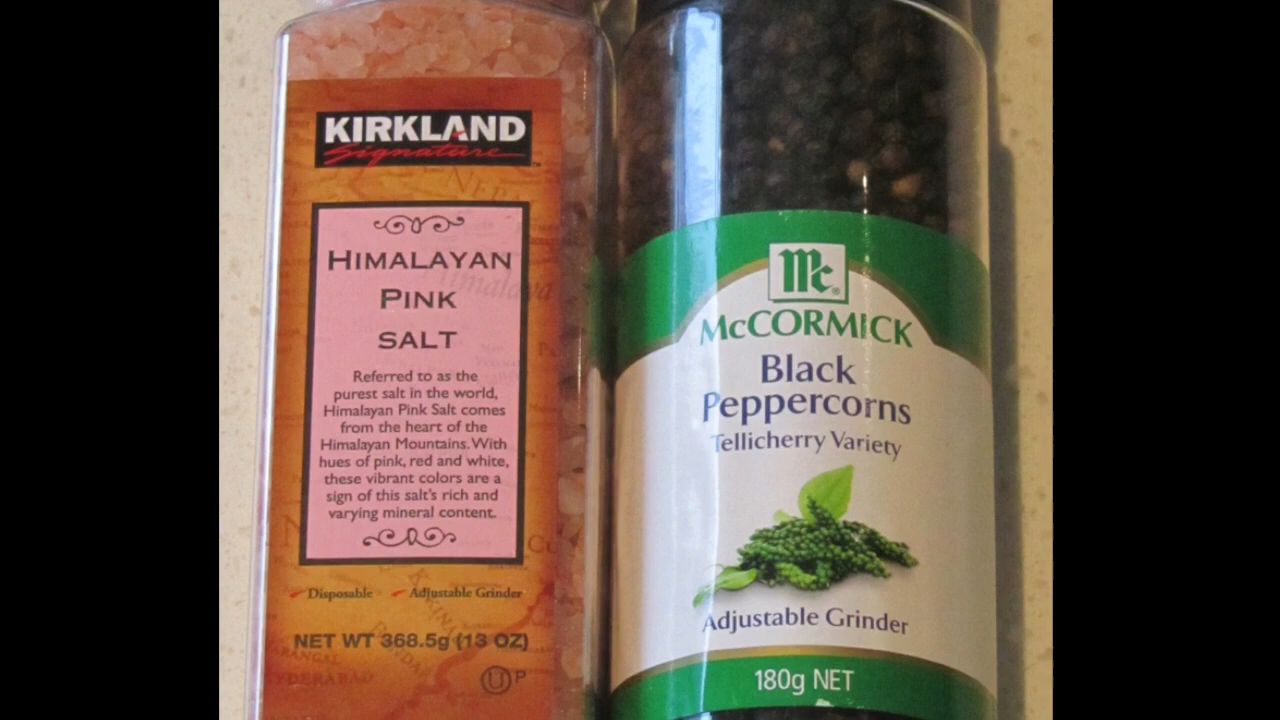 KIRKLAND
Signature
HIMALAYAN
PINK
SALT
Referred to as the
purest salt in the world,
Himalayan Pink Salt comes
from the heart of the
Himalayan Mountains. With
hues of pink, red and white,
these vibrant colors are a
sign of this salt's rich and
varying mineral content.
Disposable Adjustable Grinder
NET WT 368.5g (13 OZ)
U P
Mc
McCORMICK
Black
Peppercorns
Tellicherry Variety
Adjustable Grinder
180g NET